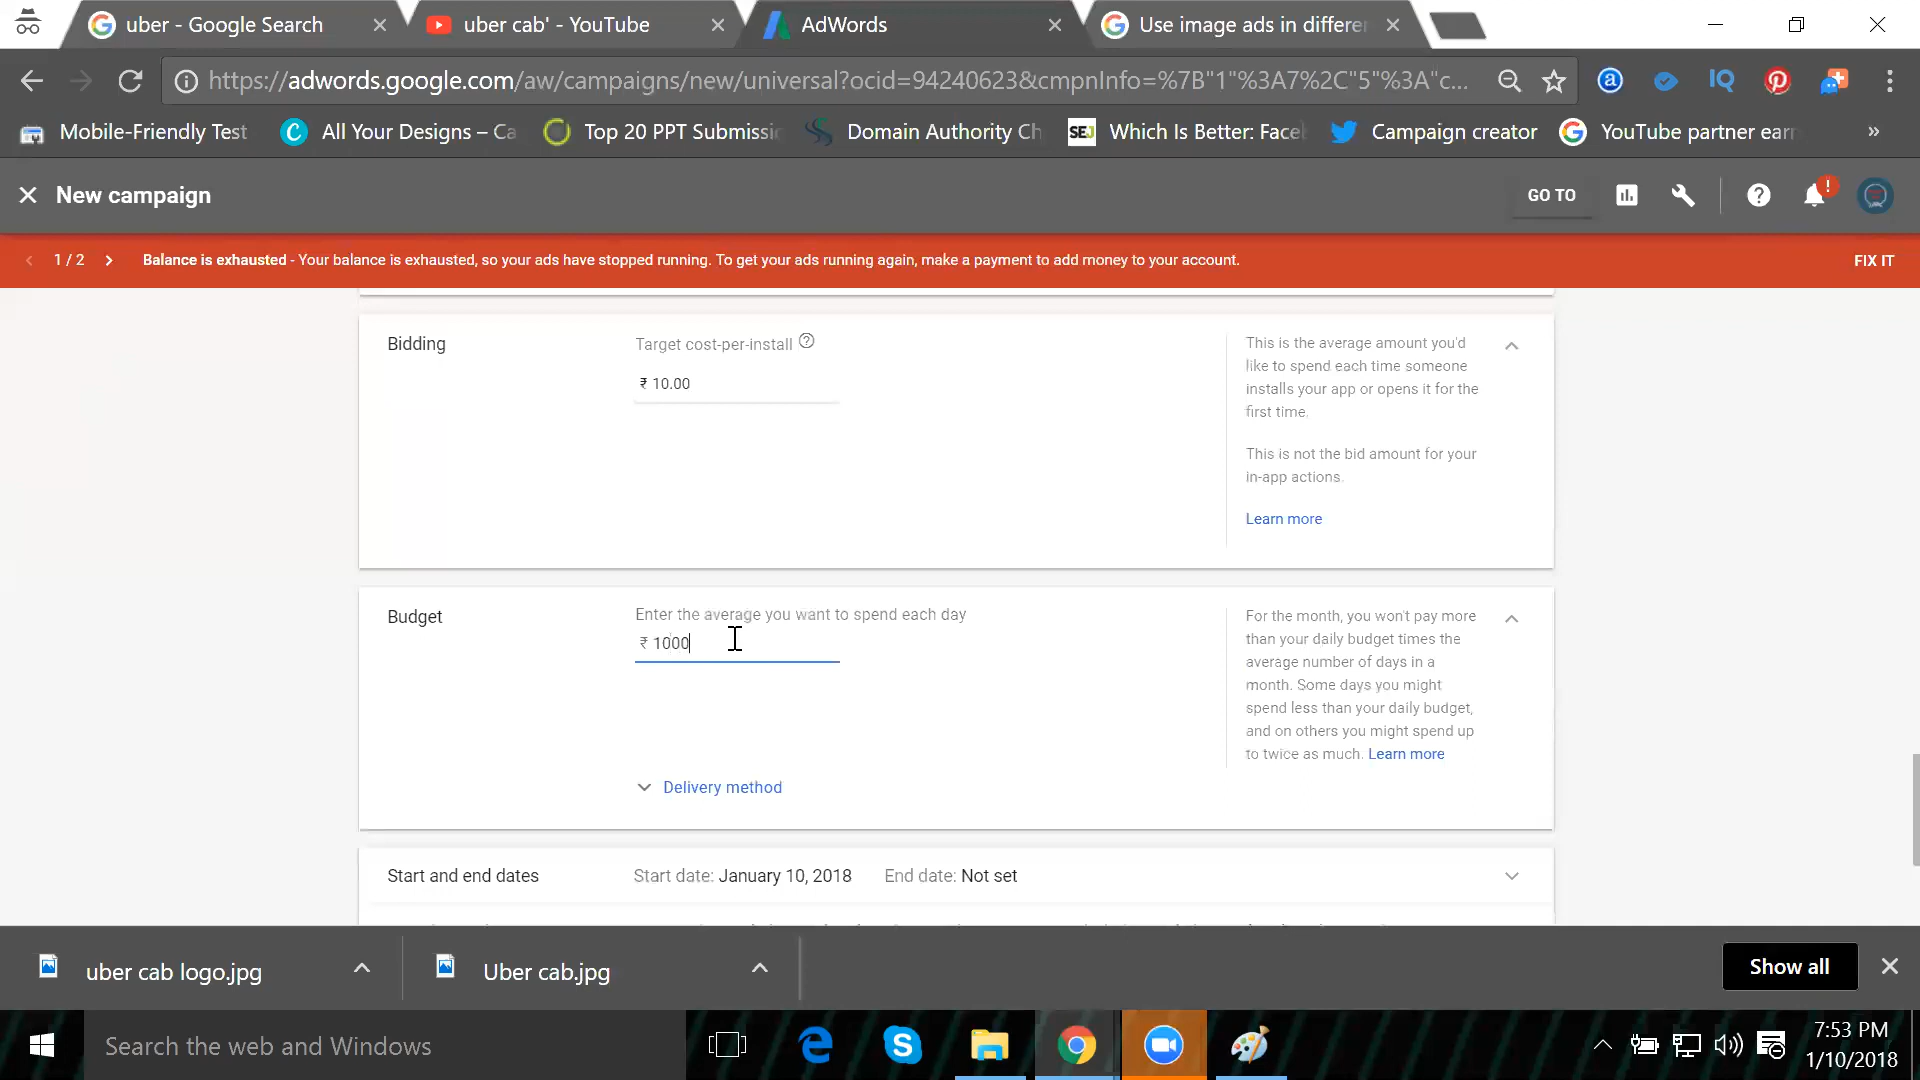 uber - Google Search
uber cab' - YouTube
AdWords
Use image ads in differe
https://adwords.google.com/aw/campaigns/new/universal?ocid=94240623&cmpnInfo=%7B"1"%3A7%2C"5"%3A"c...
Mobile-Friendly Test
All Your Designs – Ca
Top 20 PPT Submissi
Domain Authority Ch
SEJ
Which Is Better: Face
Campaign creator
YouTube partner ear
»
New campaign
GO TO
1 / 2
Balance is exhausted - Your balance is exhausted, so your ads have stopped running. To get your ads running again, make a payment to add money to your account.
FIX IT
Bidding
Target cost-per-install
₹ 10.00
This is the average amount you'd
like to spend each time someone
installs your app or opens it for the
first time.
This is not the bid amount for your
in-app actions.
Learn more
Budget
Enter the average you want to spend each day
₹ 1000
For the month, you won't pay more
than your daily budget times the
average number of days in a
month. Some days you might
spend less than your daily budget,
and on others you might spend up
to twice as much. Learn more
Delivery method
Start and end dates
Start date: January 10, 2018
End date: Not set
uber cab logo.jpg
Uber cab.jpg
Show all
Search the web and Windows
7:53 PM
1/10/2018